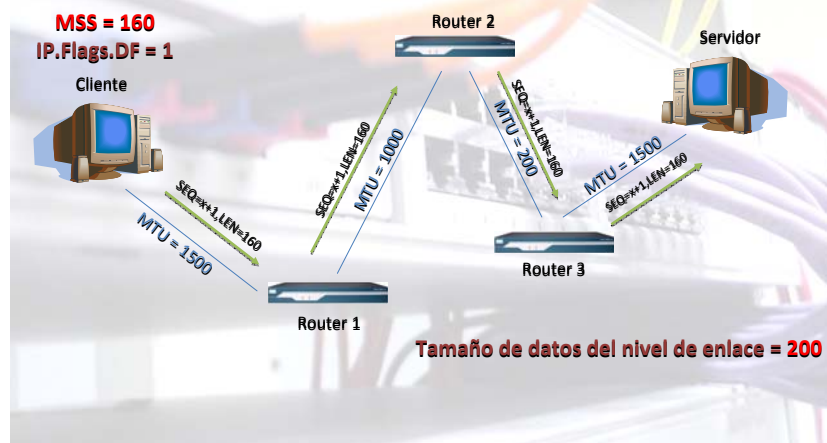 MSS = 160
IP.Flags.DF = 1
Cliente
Router 2
Servidor
SEQ=x+1,LEN=160
MTU = 1500
SEQ=x+1,LEN=160
MTU = 1000
SEQ=x+1,LEN=160
MTU = 200
MTU = 1500
SEQ=x+1,LEN=160
Router 1
Router 3
Tamaño de datos del nivel de enlace = 200